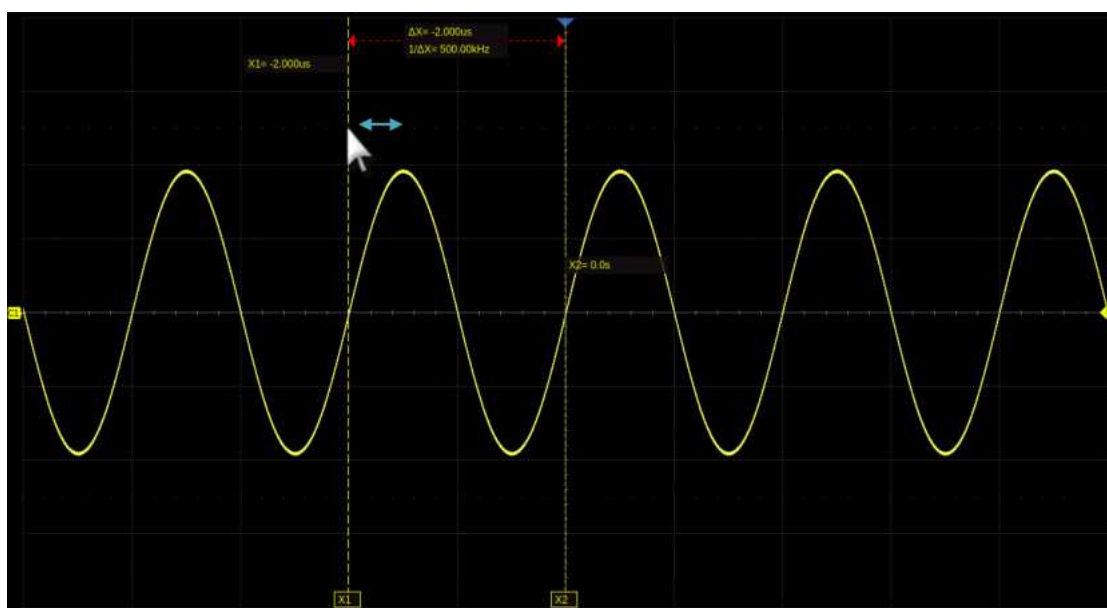 ΔX= -2.000us
1/ΔX= 500.00kHz
X1= -2.000us
X2= 0.0s
C1
X1
X2